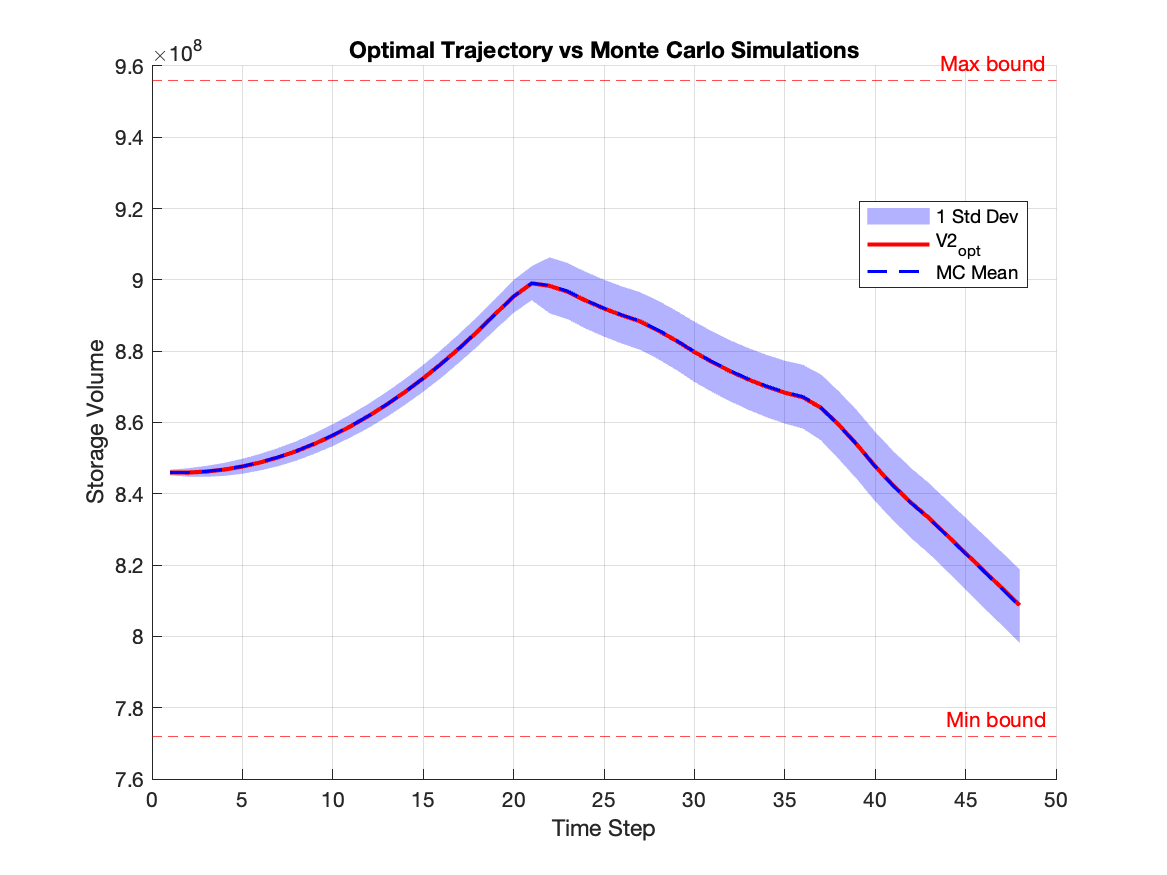 Optimal Trajectory vs Monte Carlo Simulations
×10^8
9.6
9.4
9.2
9
8.8
8.6
8.4
8.2
8
7.8
7.6
Storage Volume
Max bound
1 Std Dev
V2_opt
MC Mean
Min bound
0 5 10 15 20 25 30 35 40 45 50
Time Step